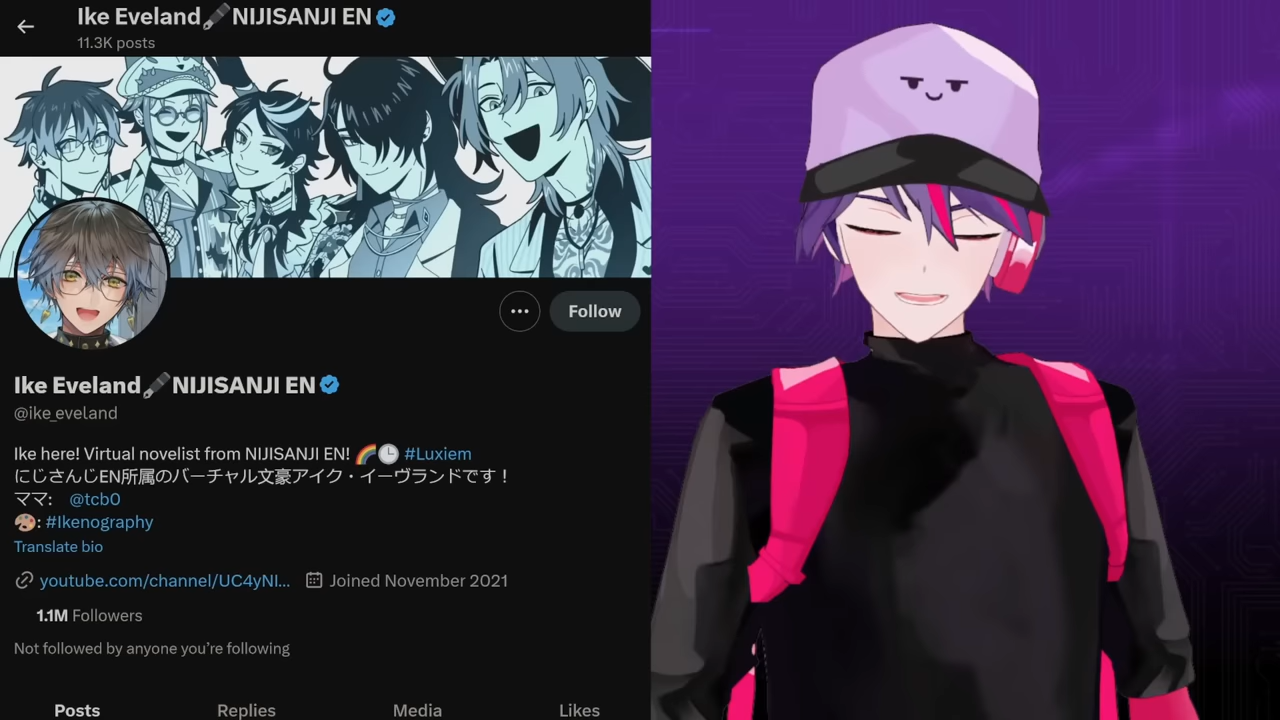 Ike Eveland🖋️NIJISANJI EN
11.3K posts
Follow
Ike Eveland🖋️NIJISANJI EN
@ike_eveland
Ike here! Virtual novelist from NIJISANJI EN! 🌈🕒 #Luxiem
にじさんじEN所属のバーチャル文豪アイク・イーヴランドです！
ママ: @tcb0
🎨: #Ikenography
Translate bio
youtube.com/channel/UC4yNI... Joined November 2021
1.1M Followers
Not followed by anyone you're following
Posts Replies Media Likes